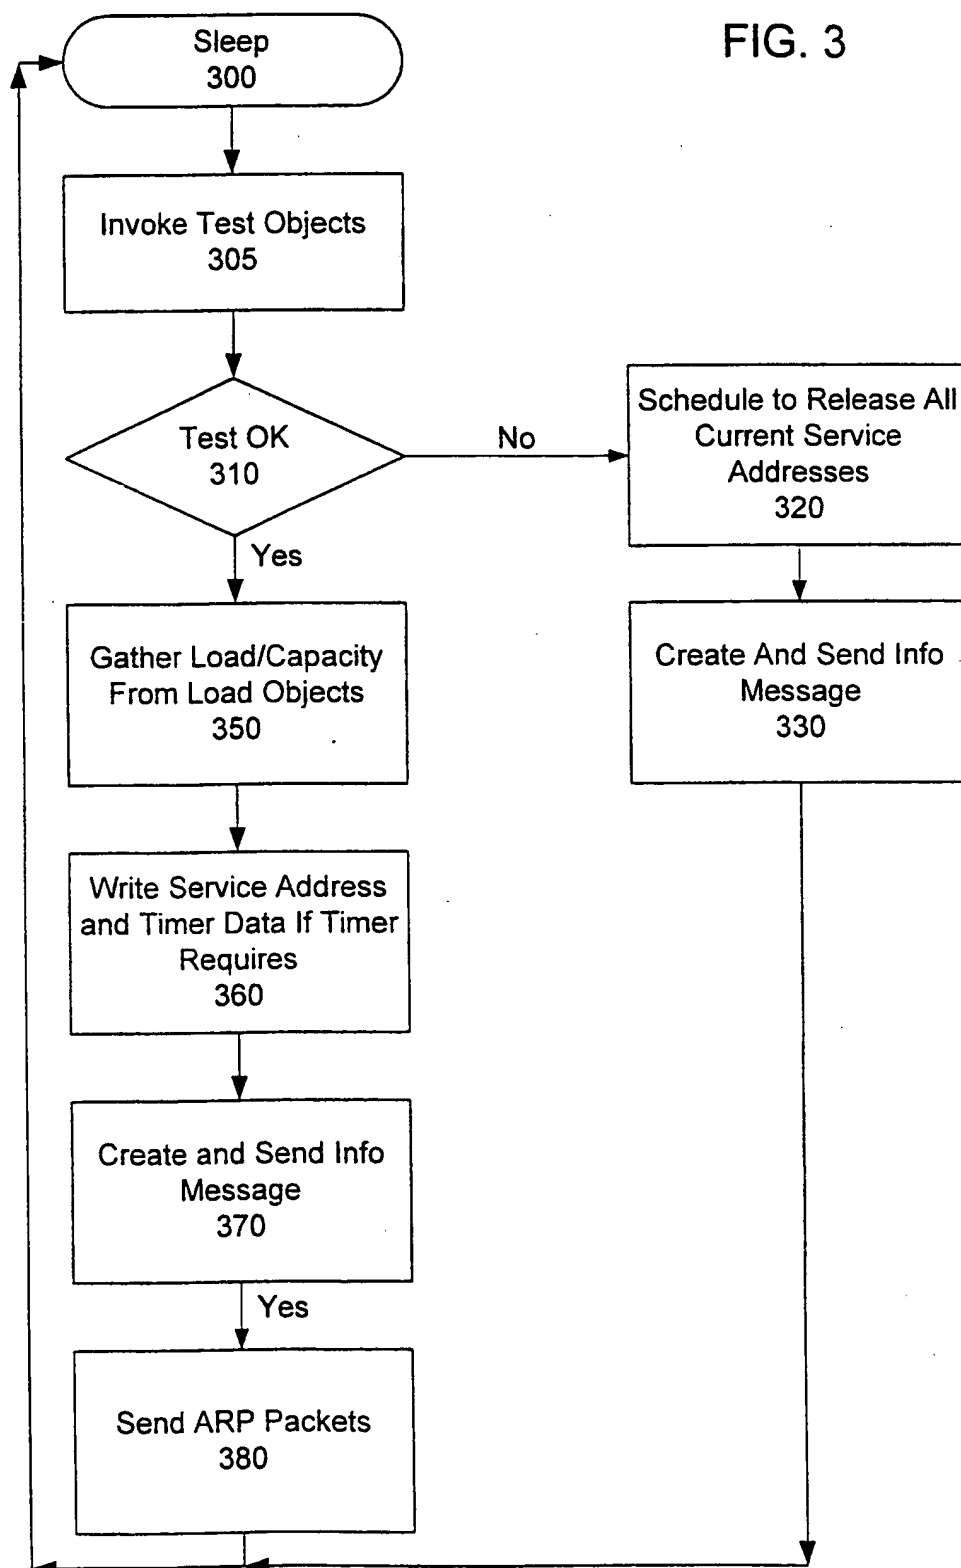 FIG. 3
Sleep
300
Invoke Test Objects
305
Test OK
310
No
Yes
Schedule to Release All
Current Service
Addresses
320
Create And Send Info
Message
330
Gather Load/Capacity
From Load Objects
350
Write Service Address
and Timer Data If Timer
Requires
360
Create and Send Info
Message
370
Yes
Send ARP Packets
380